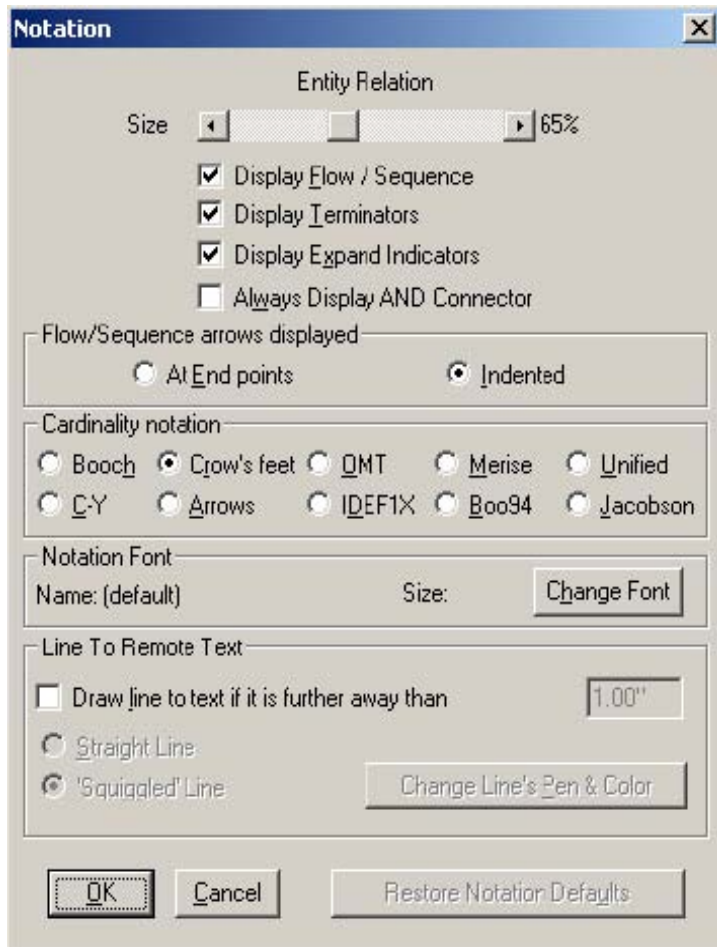 Notation
Entity Relation
Size 65%
Display Flow / Sequence
Display Terminators
Display Expand Indicators
Always Display AND Connector
Flow/Sequence arrows displayed
At End points Indented
Cardinality notation
Booch Crow's feet OMT Merise Unified
C-Y Arrows IDEF1X Boo94 Jacobson
Notation Font
Name: (default) Size: Change Font
Line To Remote Text
Draw line to text if it is further away than 1.00"
Straight Line
'Squiggled' Line Change Line's Pen & Color
OK Cancel Restore Notation Defaults